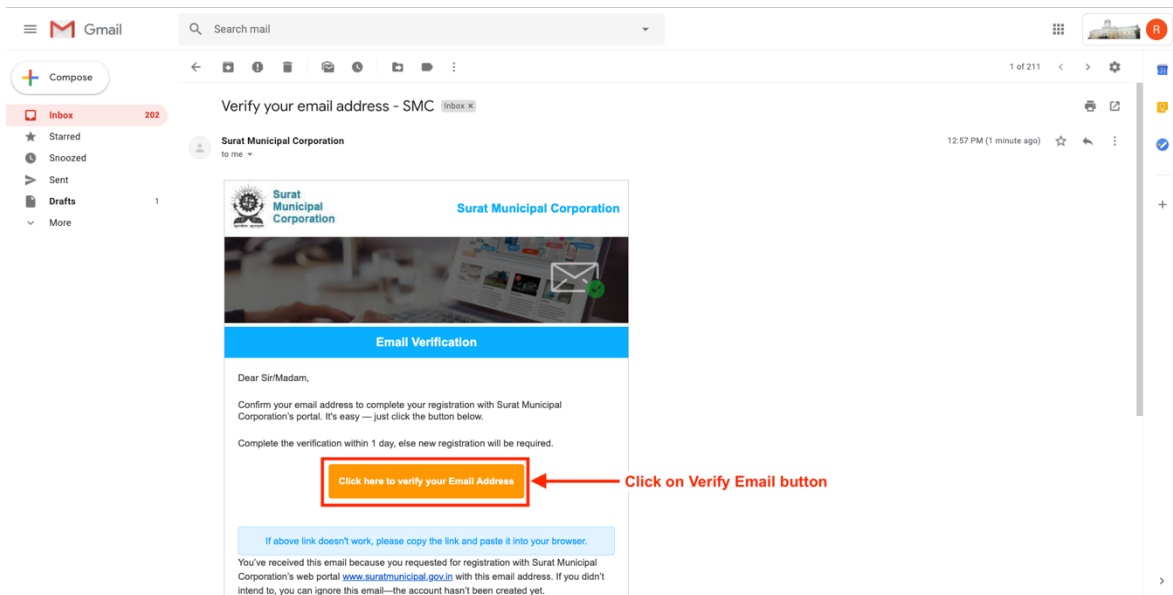 Gmail
Search mail
R
Compose
1 of 211
31
Inbox 202
Starred
Snoozed
Sent
Drafts 1
More
Verify your email address - SMC Inbox x
Surat Municipal Corporation
to me
12:57 PM (1 minute ago)
Surat
Municipal
Corporation
Surat Municipal Corporation
Email Verification
Dear Sir/Madam,
Confirm your email address to complete your registration with Surat Municipal
Corporation's portal. It's easy — just click the button below.
Complete the verification within 1 day, else new registration will be required.
Click here to verify your Email Address
Click on Verify Email button
If above link doesn't work, please copy the link and paste it into your browser.
You've received this email because you requested for registration with Surat Municipal
Corporation's web portal www.suratmunicipal.gov.in with this email address. If you didn't
intend to, you can ignore this email—the account hasn't been created yet.